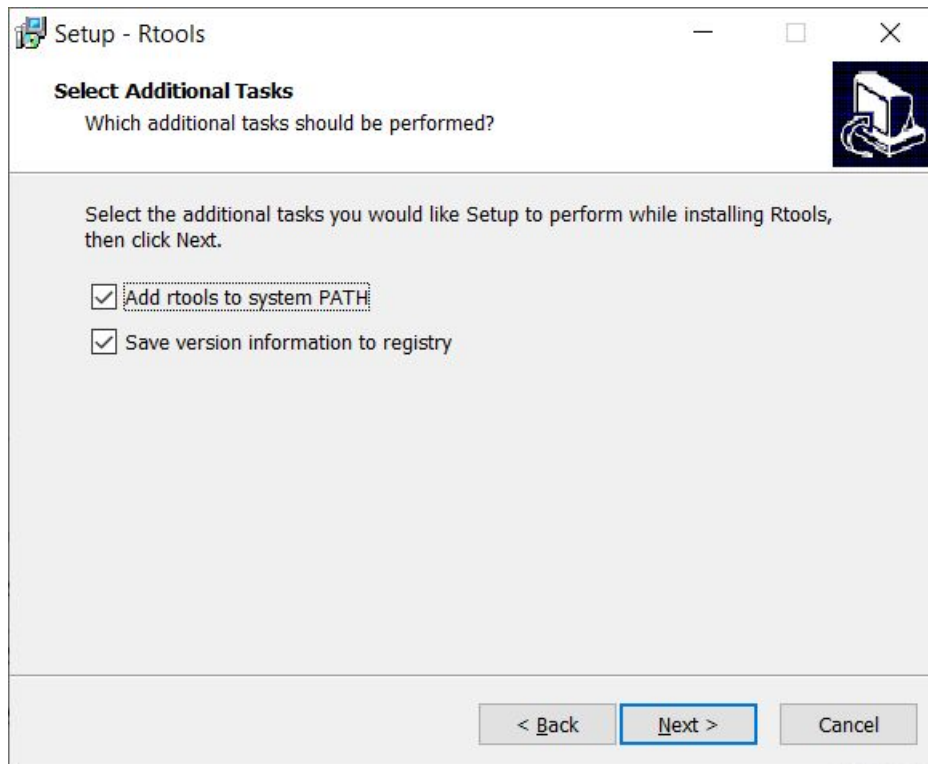 Setup - Rtools
Select Additional Tasks
Which additional tasks should be performed?
Select the additional tasks you would like Setup to perform while installing Rtools,
then click Next.
Add rtools to system PATH
Save version information to registry
< Back
Next >
Cancel